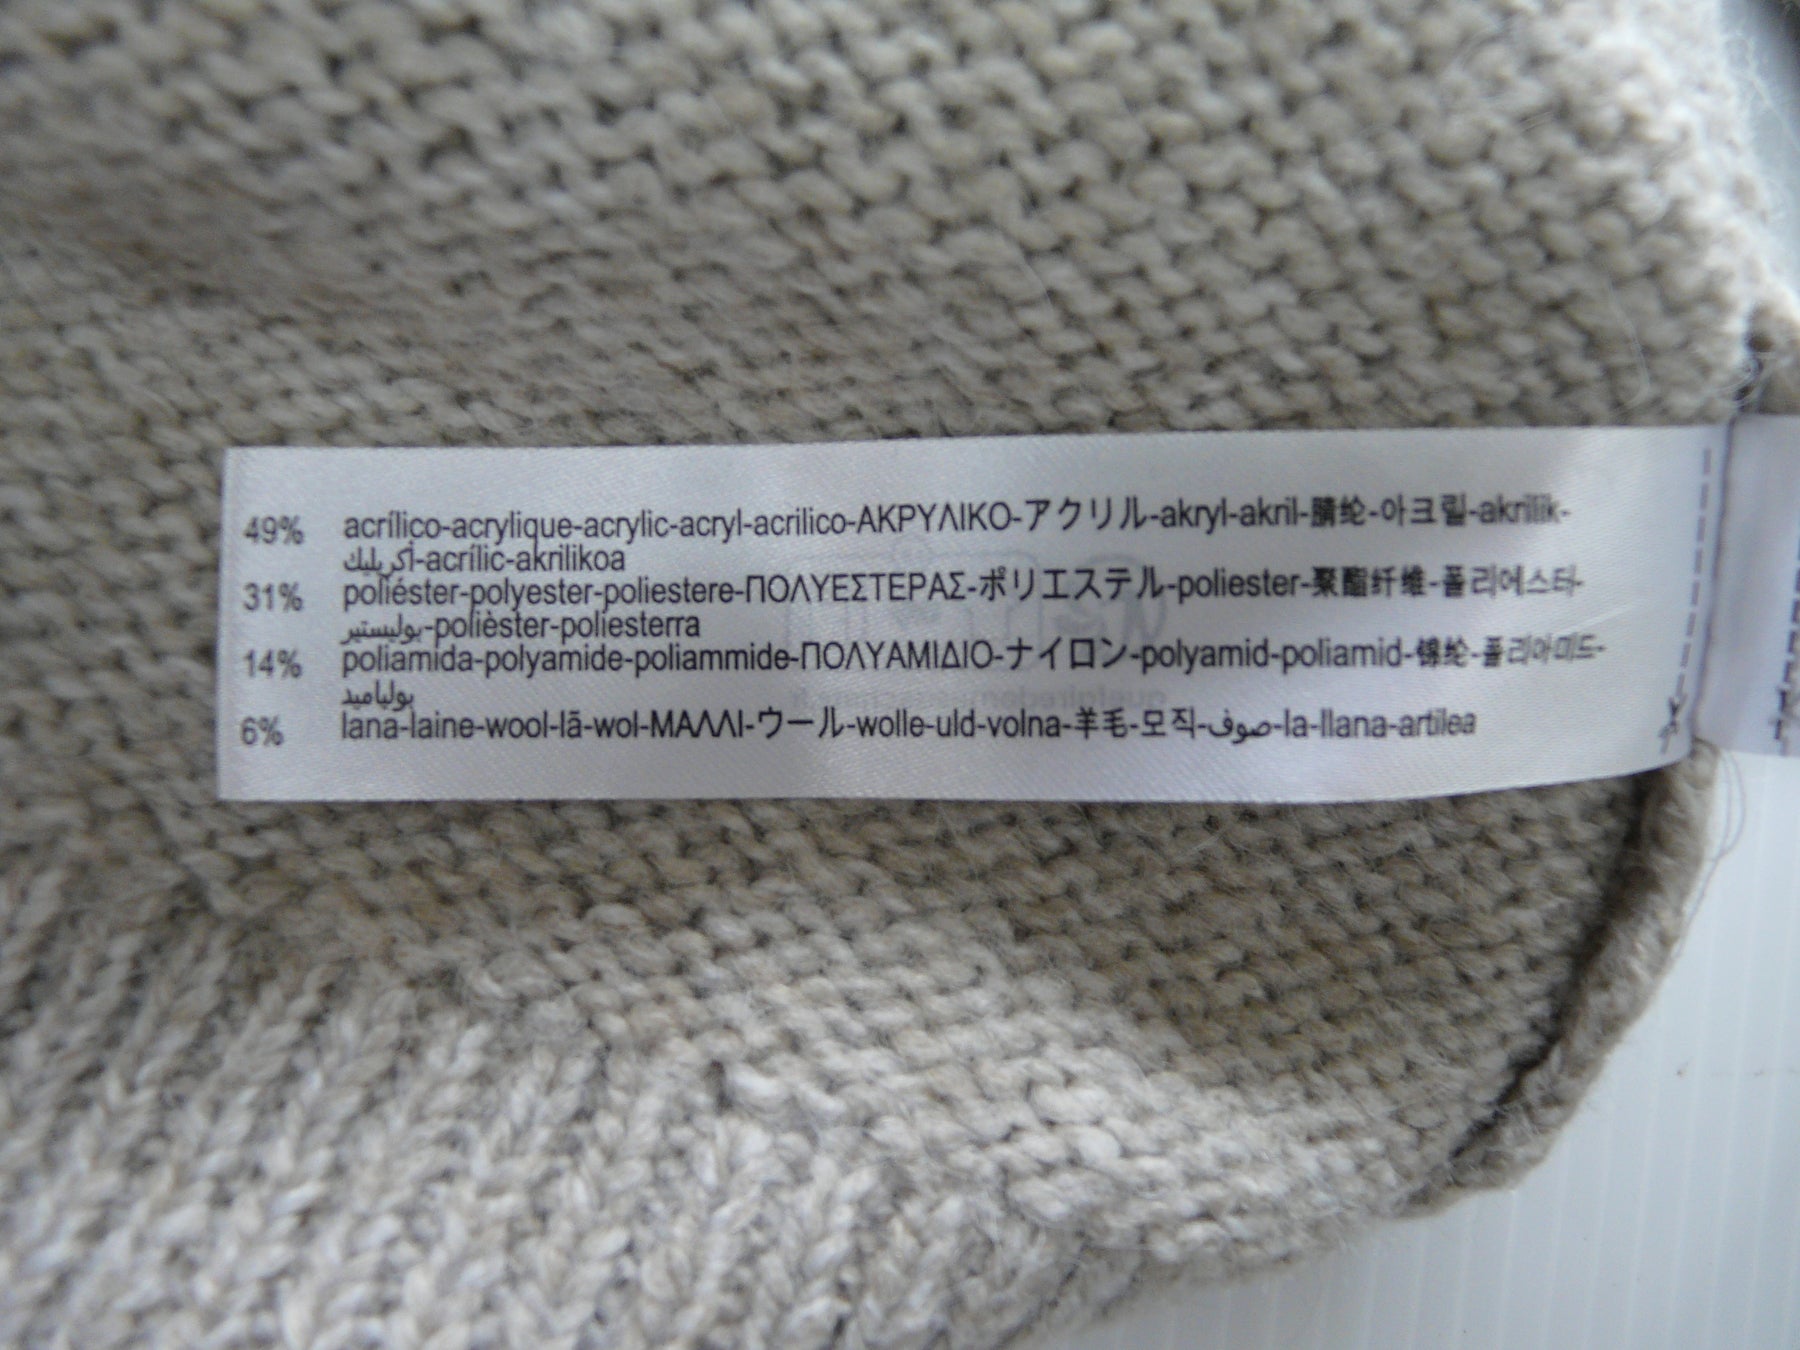 49% acrílico-acrylique-acrylic-acryl-acrilico-ΑΚΡΥΛΙΚΟ-アクリル-akryl-akril-腈纶-아크릴-akrilik-
أكريليك-acrílic-akrilikoa
31% poliéster-polyester-poliestere-ΠΟΛΥΕΣΤΕΡΑΣ-ポリエステル-poliester-聚酯纤维-폴리에스타-
بوليستير-polièster-poliesterra
14% poliamida-polyamide-poliammide-ΠΟΛΥΑΜΙΔΙΟ-ナイロン-polyamid-poliamid-锦纶-폴리아미드-
بولياميد
6% lana-laine-wool-lã-wol-ΜΑΛΛΙ-ウール-wolle-uld-volna-羊毛-모직-صوف-la-llana-artilea